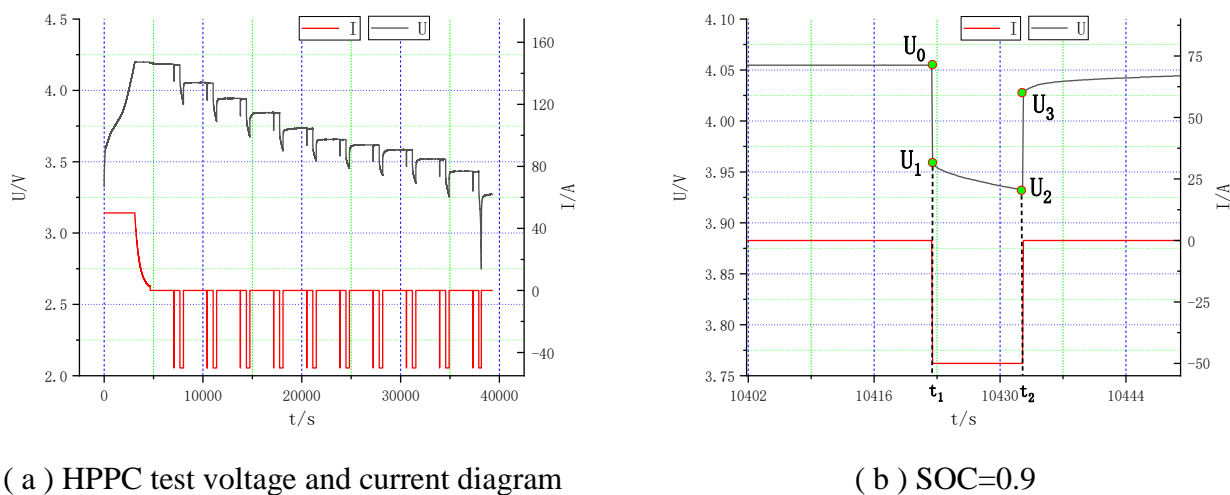 I U
4.5
4.0
3.5
3.0
2.5
2.0
U/V
160
120
80
40
0
-40
I/A
0 10000 20000 30000 40000
t/s
( a ) HPPC test voltage and current diagram
I U
4.10
4.05
4.00
3.95
3.90
3.85
3.80
3.75
U/V
75
50
25
0
-25
-50
I/A
U0
U1
U2
U3
t1 t2
10402 10416 10430 10444
t/s
( b ) SOC=0.9